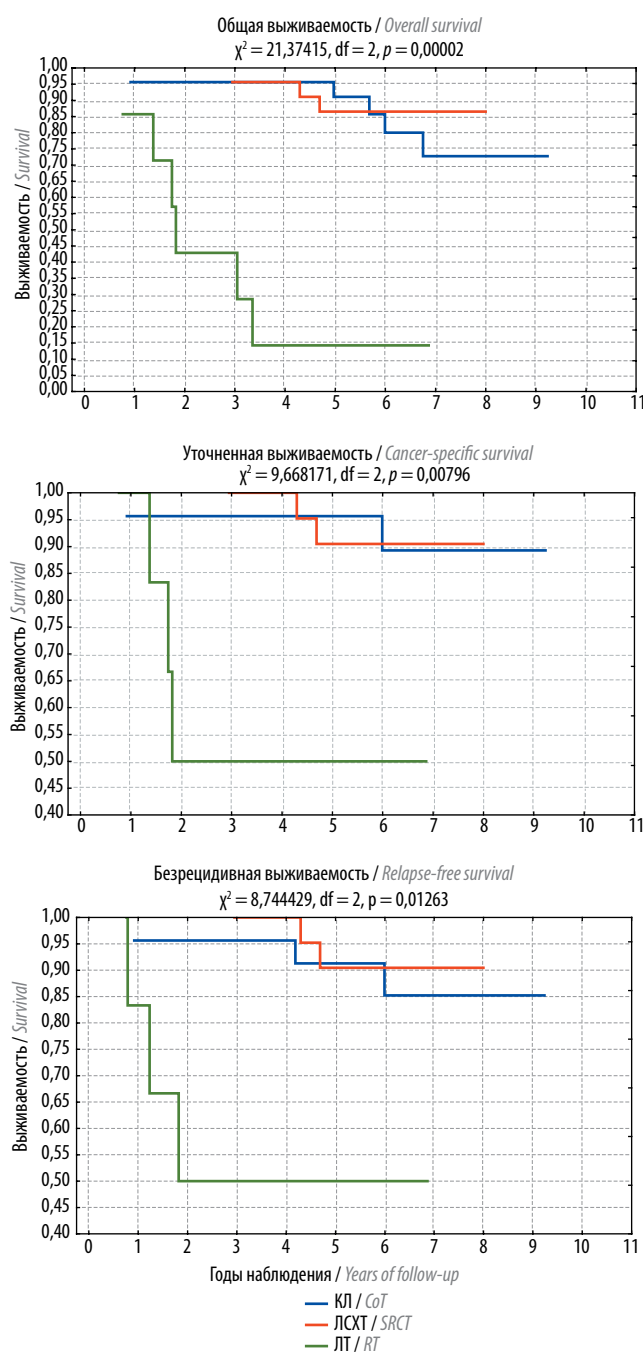 Общая выживаемость / Overall survival
χ² = 21,37415, df = 2, p = 0,00002
1,00
0,95
0,90
0,85
0,80
0,75
0,70
0,65
0,60
0,55
0,50
0,45
0,40
0,35
0,30
0,25
0,20
0,15
0,10
0,05
0,00
Выживаемость / Survival
0 1 2 3 4 5 6 7 8 9 10 11
Уточненная выживаемость / Cancer-specific survival
χ² = 9,668171, df = 2, p = 0,00796
1,00
0,95
0,90
0,85
0,80
0,75
0,70
0,65
0,60
0,55
0,50
0,45
0,40
Выживаемость / Survival
0 1 2 3 4 5 6 7 8 9 10 11
Безрецидивная выживаемость / Relapse-free survival
χ² = 8,744429, df = 2, p = 0,01263
1,00
0,95
0,90
0,85
0,80
0,75
0,70
0,65
0,60
0,55
0,50
0,45
0,40
Выживаемость / Survival
0 1 2 3 4 5 6 7 8 9 10 11
Годы наблюдения / Years of follow-up
КЛ / CoT
ЛСХТ / SRCT
ЛТ / RT